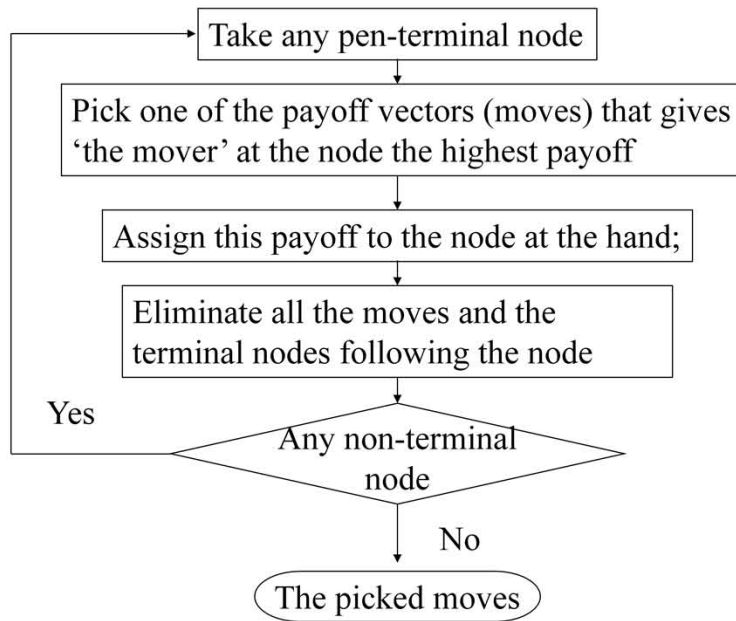 Take any pen-terminal node
Pick one of the payoff vectors (moves) that gives
‘the mover’ at the node the highest payoff
Assign this payoff to the node at the hand;
Eliminate all the moves and the
terminal nodes following the node
Yes
Any non-terminal
node
No
The picked moves